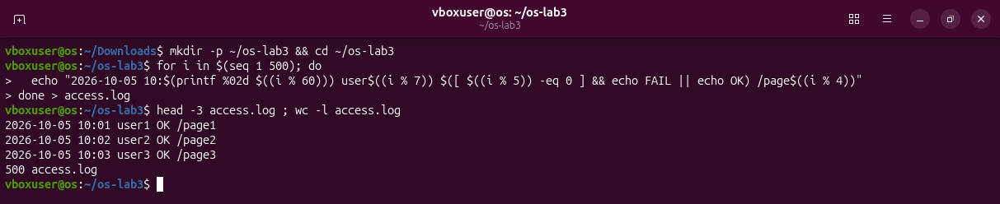 vboxuser@os: ~/os-lab3
~/os-lab3
vboxuser@os:~/Downloads$ mkdir -p ~/os-lab3 && cd ~/os-lab3
vboxuser@os:~/os-lab3$ for i in $(seq 1 500); do
>   echo "2026-10-05 10:$(printf %02d $((i % 60))) user$((i % 7)) $([ $((i % 5)) -eq 0 ] && echo FAIL || echo OK) /page$((i % 4))"
> done > access.log
vboxuser@os:~/os-lab3$ head -3 access.log ; wc -l access.log
2026-10-05 10:01 user1 OK /page1
2026-10-05 10:02 user2 OK /page2
2026-10-05 10:03 user3 OK /page3
500 access.log
vboxuser@os:~/os-lab3$